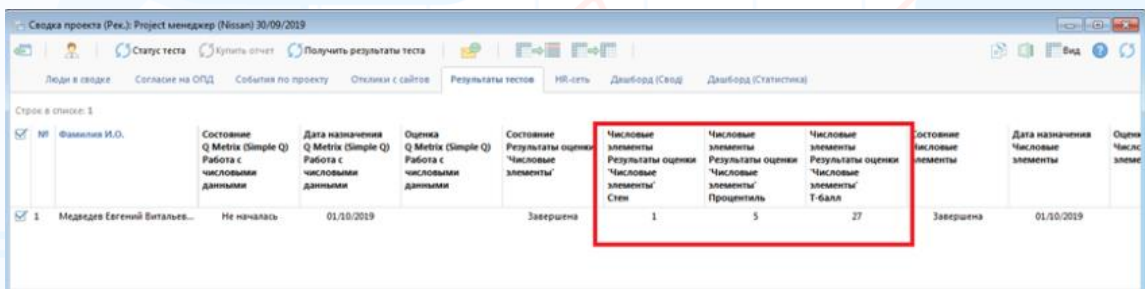 Сводка проекта (Рек.): Project менеджер (Nissan) 30/09/2019
Статус теста Купить отчет Получить результаты теста Вид
Люди в сводке Согласие на ОПД События по проекту Отклики с сайтов Результаты тестов HR-сеть Дашборд (Свод) Дашборд (Статистика)
Строк в списке: 1
№ Фамилия И.О. Состояние Дата назначения Оценка Состояние Числовые Числовые Числовые Состояние Дата назначения Оценк
Q Metrix (Simple Q) Q Metrix (Simple Q) Q Metrix (Simple Q) Результаты оценки элементы элементы элементы Числовые Числовые Числс
Работа с Работа с Работа с 'Числовые Результаты оценки Результаты оценки Результаты оценки элементы элементы элеме
числовыми числовыми числовыми элементы' 'Числовые 'Числовые 'Числовые
данными данными данными элементы' элементы' элементы'
Стен Процентиль Т-балл
1 Медведев Евгений Витальев... Не началась 01/10/2019 Завершена 1 5 27 Завершена 01/10/2019